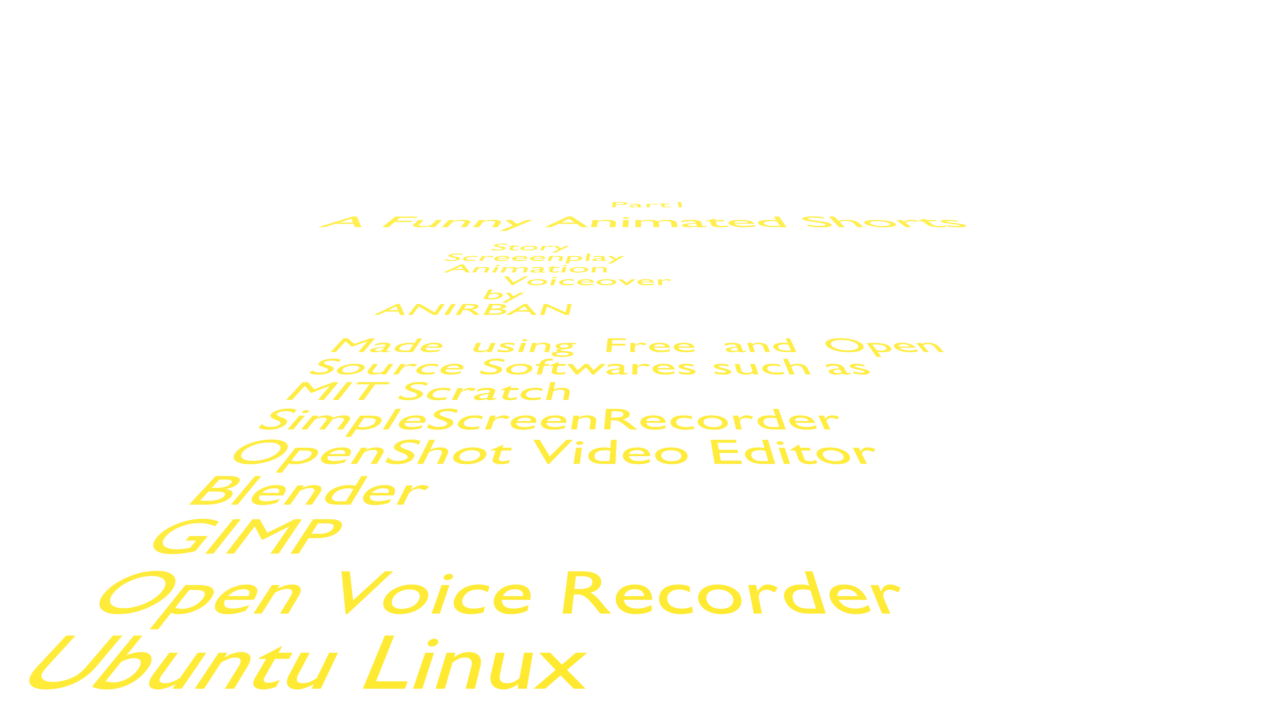 Part1
A Funny Animated Shorts
Story
Screeenplay
Animation
Voiceover
by
ANIRBAN
Made using Free and Open
Source Softwares such as
MIT Scratch
SimpleScreenRecorder
OpenShot Video Editor
Blender
GIMP
Open Voice Recorder
Ubuntu Linux